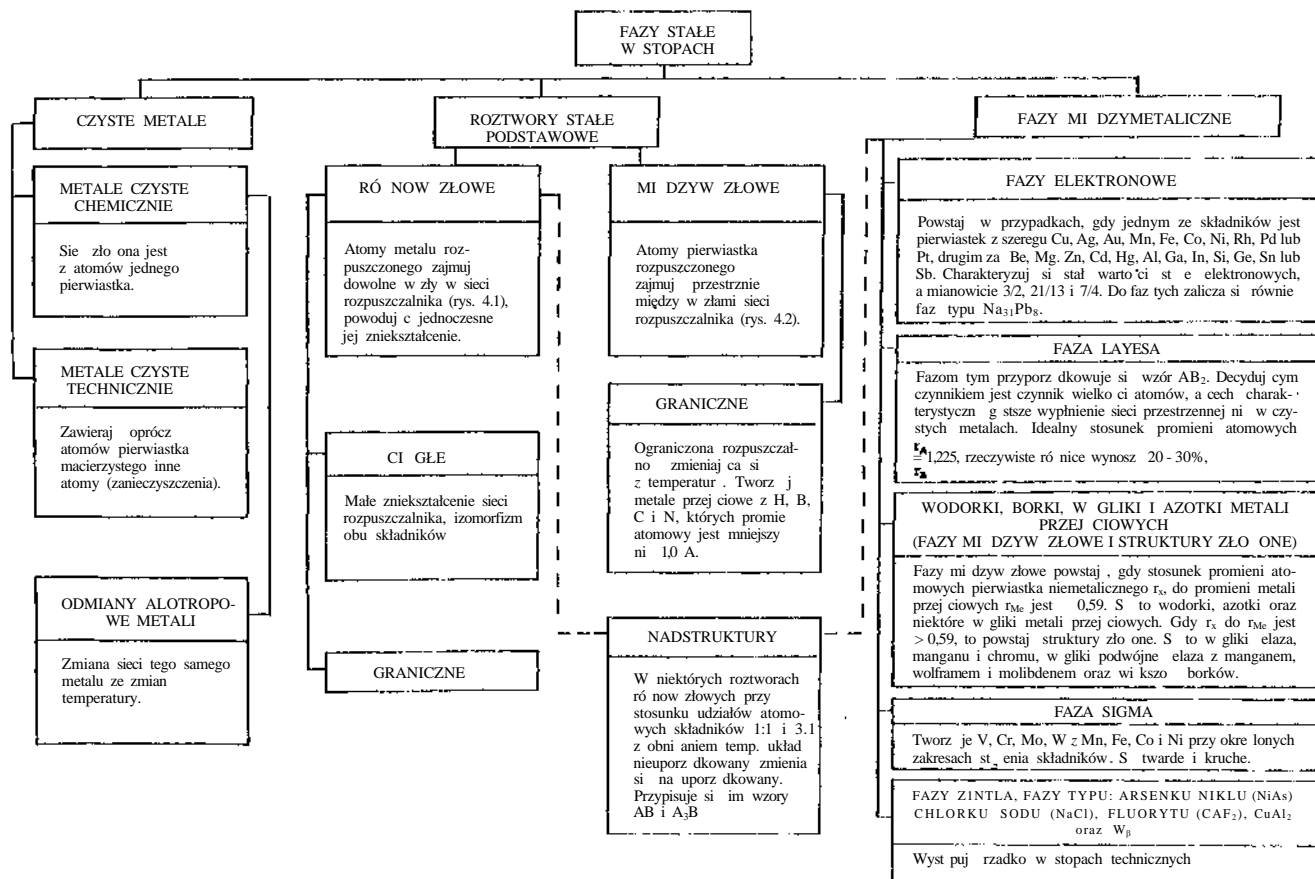 FAZY STAŁE
W STOPACH
CZYSTE METALE
METALE CZYSTE
CHEMICZNIE
Sie zło ona jest
z atomów jednego
pierwiastka.
METALE CZYSTE
TECHNICZNIE
Zawieraj oprócz
atomów pierwiastka
macierzystego inne
atomy (zanieczyszczenia).
ODMIANY ALOTROPO-
WE METALI
Zmiana sieci tego samego
metalu ze zmian
temperatury.
ROZTWORY STAŁE
PODSTAWOWE
RÓ NOW ZŁOWE
Atomy metalu roz-
puszczonego zajmuj
dowolne w zły w sieci
rozpuszczalnika (rys. 4.1),
powoduj c jednoczesne
jej zniekształcenie.
CI GŁE
Małe zniekształcenie sieci
rozpuszczalnika, izomorfizm
obu składników
GRANICZNE
MI DZYW ZŁOWE
Atomy pierwiastka
rozpuszczonego
zajmuj przestrznie
między w złami sieci
rozpuszczalnika (rys. 4.2).
GRANICZNE
Ograniczona rozpuszczał-
no zmieniaj ca si
z temperatur . Tworz j
metale przej ciowe z H, B,
C i N, których promie
atomowy jest mniejszy
ni 1,0 A.
NADSTRUKTURY
W niektórych roztworach
ró now złowych przy
stosunku udziałów atomo-
wych składników 1:1 i 3.1
z obni aniem temp. układ
nieuporz dkowany zmienia
si na uporz dkowany.
Przypisuje si im wzory
AB i A₃B
FAZY MI DZYMETALICZNE
FAZY ELEKTRONOWE
Powstaj w przypadkach, gdy jednym ze składników jest
pierwiastek z szeregu Cu, Ag, Au, Mn, Fe, Co, Ni, Rh, Pd lub
Pt, drugim za Be, Mg. Zn, Cd, Hg, Al, Ga, In, Si, Ge, Sn lub
Sb. Charakteryzuj si stał warto ci st e elektronowych,
a mianowicie 3/2, 21/13 i 7/4. Do faz tych zalicza si równie
faz typu Na₃₁Pb₈.
FAZA LAYESA
Fazom tym przyporz dkowuje si wzór AB₂. Decyduj cym
czynnikiem jest czynnik wielko ci atomów, a cech charak-
terystyczn g stsze wypłnienie sieci przestrzennej ni w czy-
stych metalach. Idealny stosunek promieni atomowych
r_A
= 1,225, rzeczywiste ró nice wynosz 20 - 30%,
r_B
WODORKI, BORKI, W GLIKI I AZOTKI METALI
PRZEJ CIOWYCH
(FAZY MI DZYW ZŁOWE I STRUKTURY ZŁO ONE)
Fazy mi dzyw złowe powstaj , gdy stosunek promieni ato-
mowych pierwiastka niemetalicznego rₓ, do promieni metali
przej ciowych r_Me jest 0,59. S to wodorki, azotki oraz
niektóre w gliki metali przej ciowych. Gdy rₓ do r_Me jest
> 0,59, to powstaj struktury zło one. S to w gliki elaza,
manganu i chromu, w gliki podwójne elaza z manganem,
wolframem i molibdenem oraz wi kszo borków.
FAZA SIGMA
Tworz je V, Cr, Mo, W z Mn, Fe, Co i Ni przy okre lonych
zakresach st enia składników. S twarde i kruche.
FAZY Z1NTLA, FAZY TYPU: ARSENKU NIKLU (NiAs)
CHLORKU SODU (NaCl), FLUORYTU (CAF₂), CuAl₂
oraz Wᵦ
Wyst puj rzadko w stopach technicznych